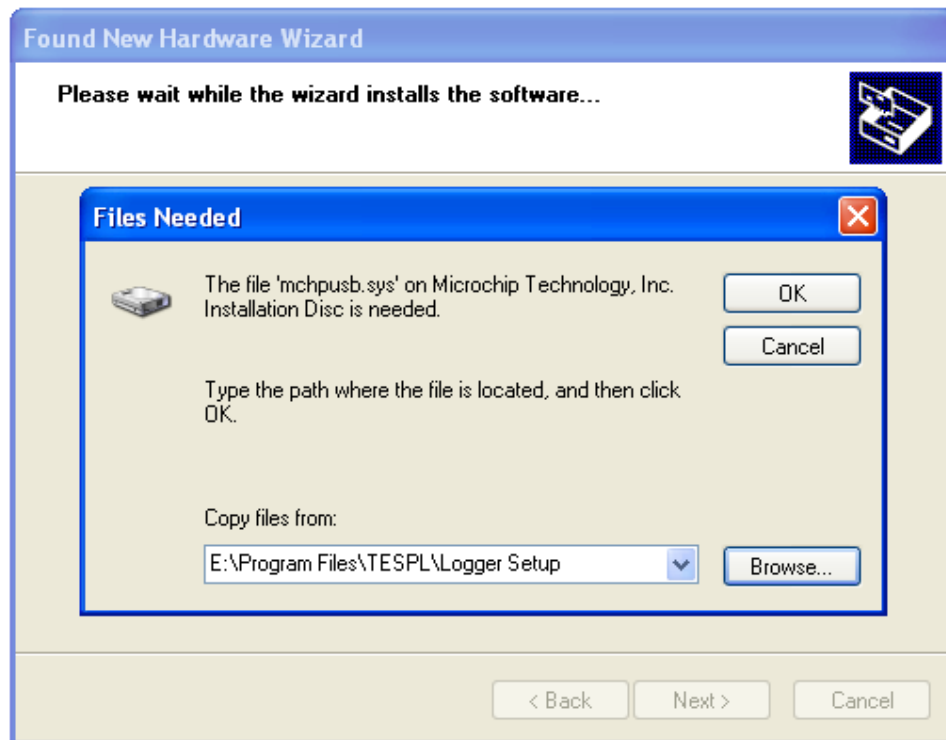 Found New Hardware Wizard
Please wait while the wizard installs the software...
Files Needed
The file 'mchpusb.sys' on Microchip Technology, Inc.
Installation Disc is needed.
OK
Cancel
Type the path where the file is located, and then click
OK.
Copy files from:
E:\Program Files\TESPL\Logger Setup
Browse...
< Back
Next >
Cancel